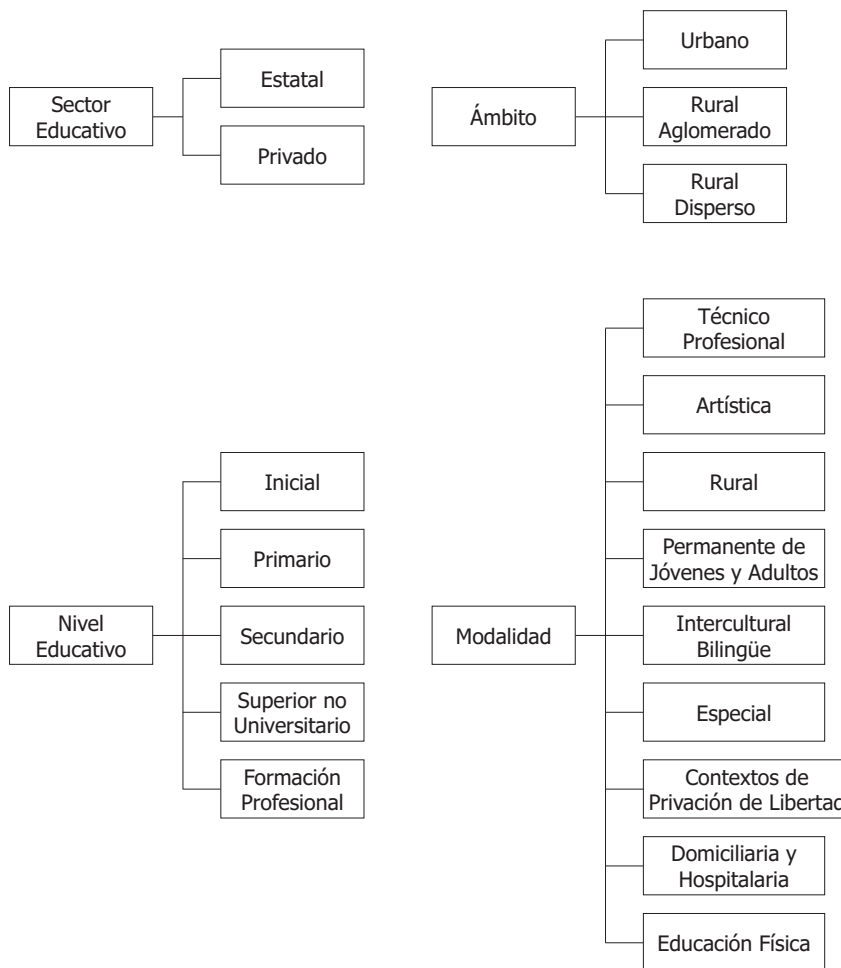 Sector
Educativo
Estatal
Privado
Ámbito
Urbano
Rural
Aglomerado
Rural
Disperso
Nivel
Educativo
Inicial
Primario
Secundario
Superior no
Universitario
Formación
Profesional
Modalidad
Técnico
Profesional
Artística
Rural
Permanente de
Jóvenes y Adultos
Intercultural
Bilingüe
Especial
Contextos de
Privación de Libertad
Domiciliaria y
Hospitalaria
Educación Física